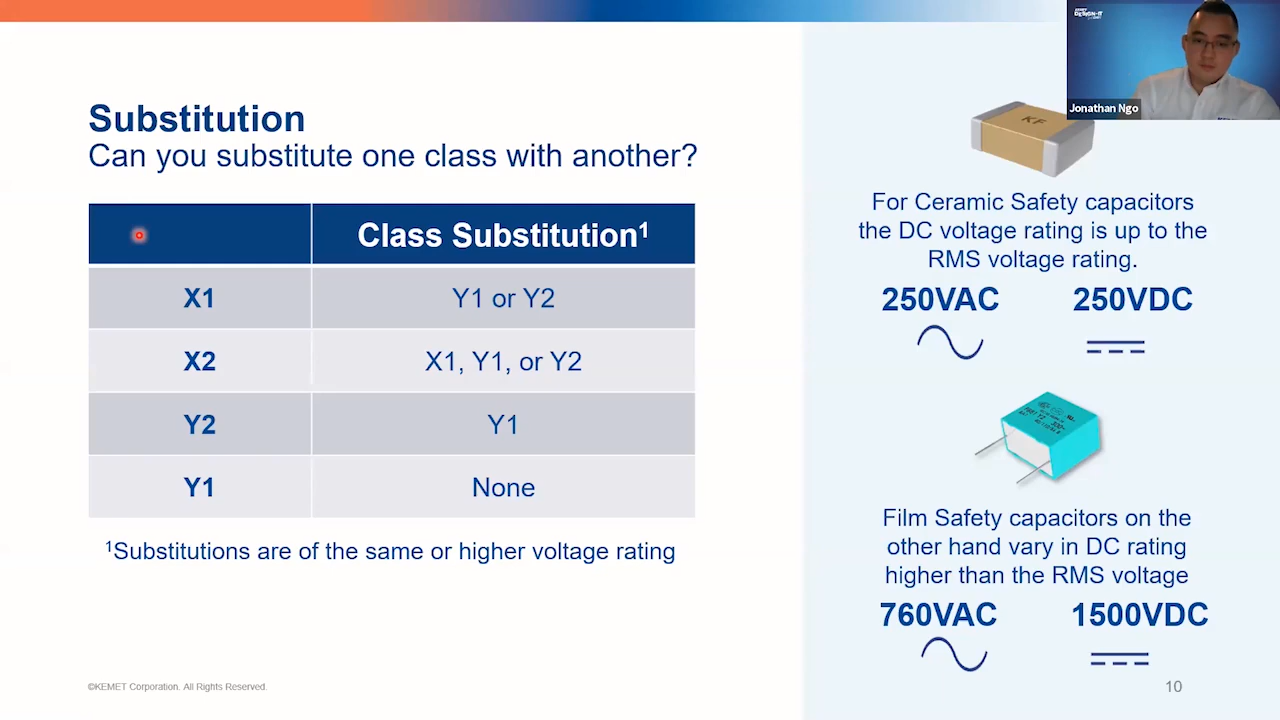 Substitution
Can you substitute one class with another?
Class Substitution¹
X1
Y1 or Y2
X2
X1, Y1, or Y2
Y2
Y1
Y1
None
¹Substitutions are of the same or higher voltage rating
©KEMET Corporation. All Rights Reserved.
Jonathan Ngo
KF
For Ceramic Safety capacitors
the DC voltage rating is up to the
RMS voltage rating.
250VAC 250VDC
Film Safety capacitors on the
other hand vary in DC rating
higher than the RMS voltage
760VAC 1500VDC
10